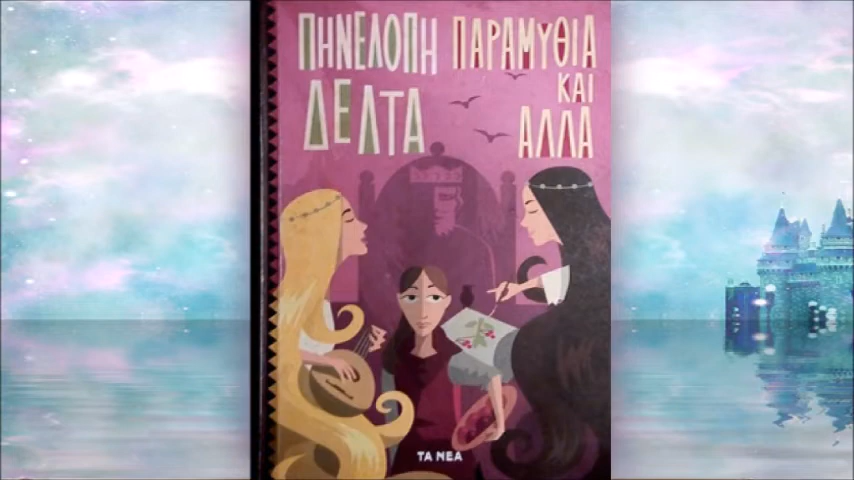 ΠΗΝΕΛΟΠΗ
ΔΕΛΤΑ
ΠΑΡΑΜΥΘΙΑ
ΚΑΙ
ΑΛΛΑ
ΤΑ ΝΕΑ